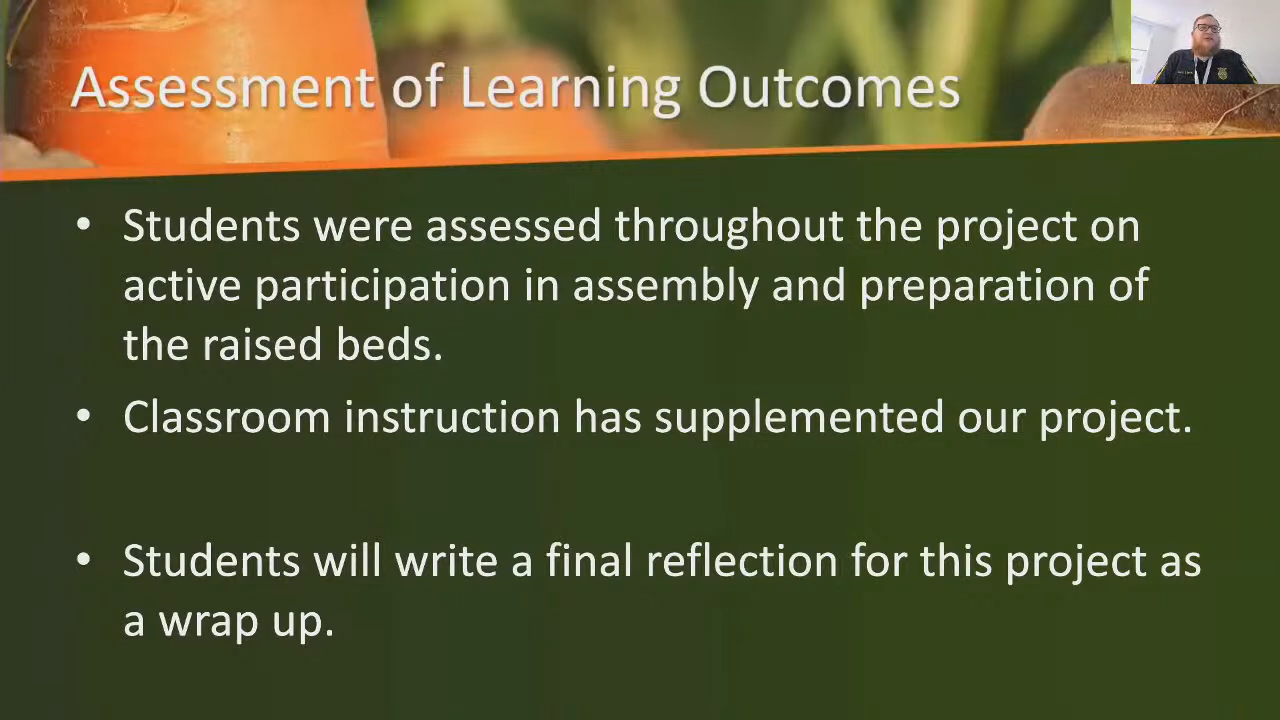 Assessment of Learning Outcomes
• Students were assessed throughout the project on
active participation in assembly and preparation of
the raised beds.
• Classroom instruction has supplemented our project.
• Students will write a final reflection for this project as
a wrap up.